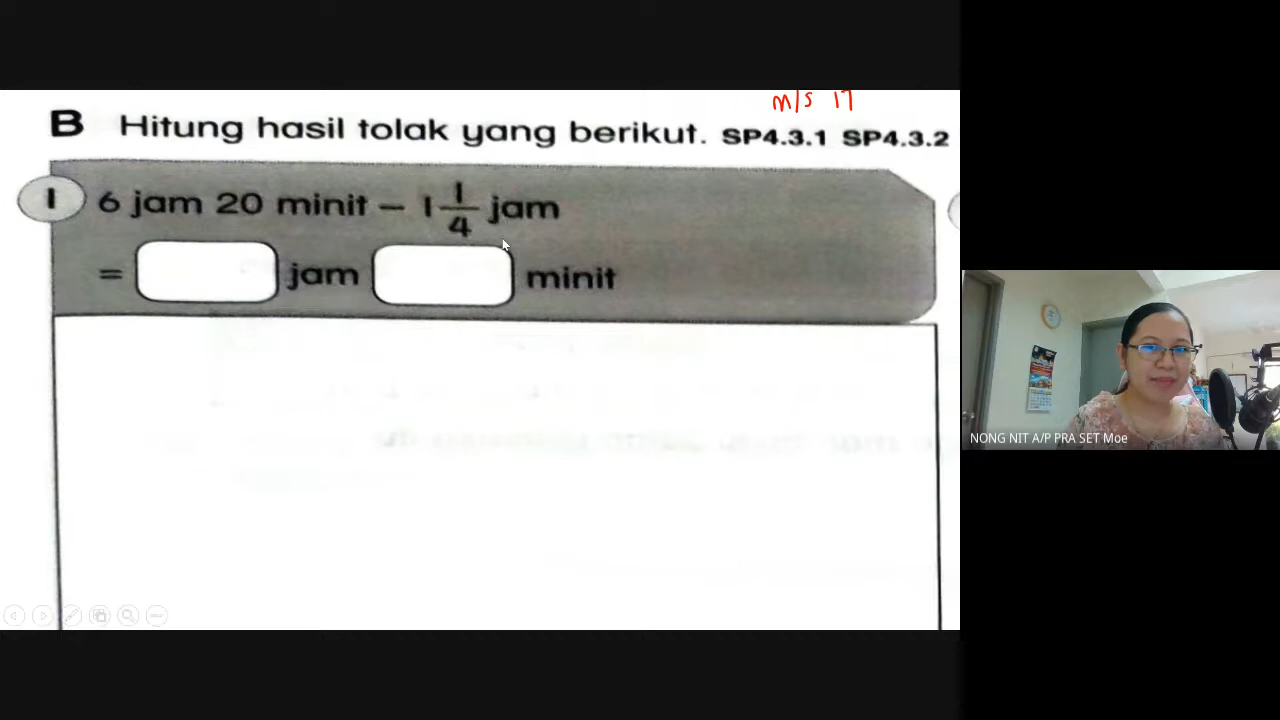 m/s 17
B Hitung hasil tolak yang berikut. SP4.3.1 SP4.3.2
1 6 jam 20 minit – 1 1/4 jam
= jam minit
NONG NIT A/P PRA SET Moe